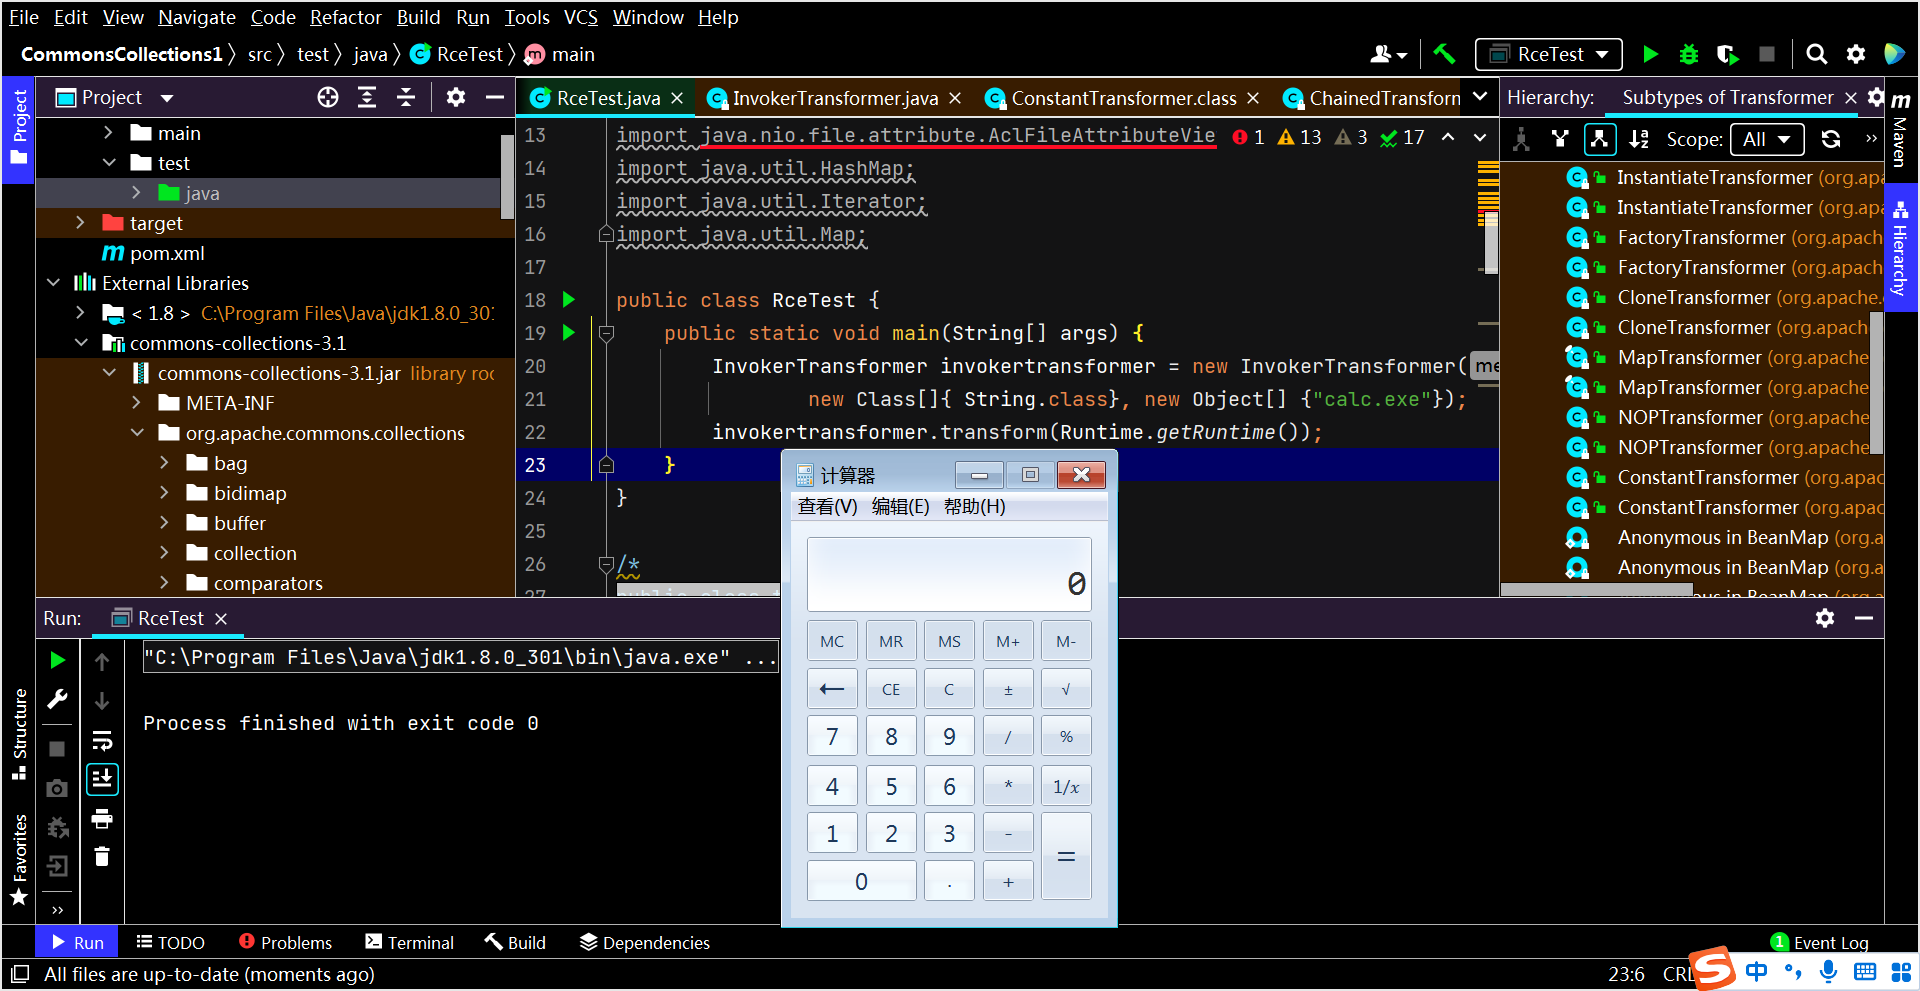 File Edit View Navigate Code Refactor Build Run Tools VCS Window Help
CommonsCollections1 src test java RceTest main
RceTest
Project
RceTest.java InvokerTransformer.java ConstantTransformer.class ChainedTransforn
Hierarchy: Subtypes of Transformer
Project
Maven
Hierarchy
Structure
Favorites
main
test
java
target
pom.xml
External Libraries
< 1.8 > C:\Program Files\Java\jdk1.8.0_301
commons-collections-3.1
commons-collections-3.1.jar library roo
META-INF
org.apache.commons.collections
bag
bidimap
buffer
collection
comparators
1 13 3 17
13 import java.nio.file.attribute.AclFileAttributeVie
14 import java.util.HashMap;
15 import java.util.Iterator;
16 import java.util.Map;
17
18 public class RceTest {
19 public static void main(String[] args) {
20 InvokerTransformer invokertransformer = new InvokerTransformer( me
21 new Class[]{ String.class}, new Object[] {"calc.exe"});
22 invokertransformer.transform(Runtime.getRuntime());
23 }
24 }
25
26 /*
27
Scope: All
InstantiateTransformer (org.apa
InstantiateTransformer (org.apa
FactoryTransformer (org.apach
FactoryTransformer (org.apach
CloneTransformer (org.apache.
CloneTransformer (org.apache.
MapTransformer (org.apache
MapTransformer (org.apache
NOPTransformer (org.apache
NOPTransformer (org.apache
ConstantTransformer (org.apac
ConstantTransformer (org.apac
Anonymous in BeanMap (org.a
Anonymous in BeanMap (org.a
Run: RceTest
"C:\Program Files\Java\jdk1.8.0_301\bin\java.exe" ...
Process finished with exit code 0
计算器
查看(V) 编辑(E) 帮助(H)
0
MC MR MS M+ M-
← CE C ± √
7 8 9 / %
4 5 6 * 1/x
1 2 3 - =
0 . +
Run TODO Problems Terminal Build Dependencies
1 Event Log
All files are up-to-date (moments ago)
23:6 CRL
S 中